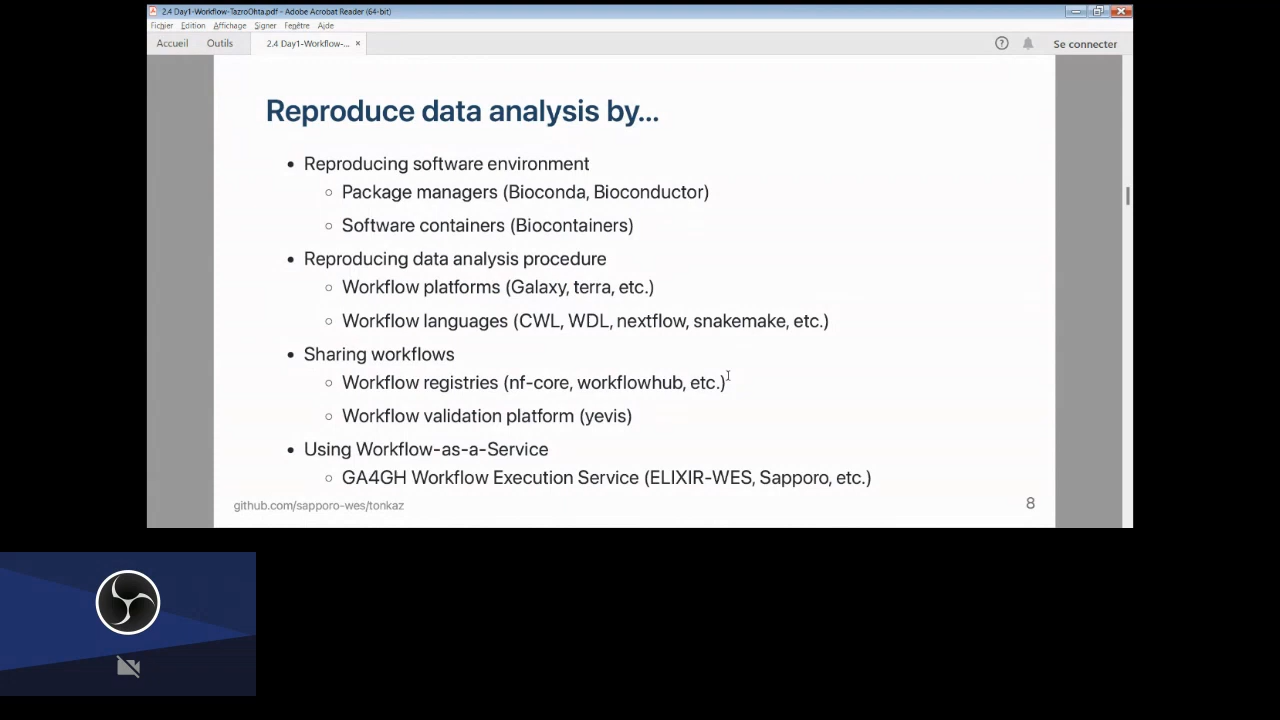 2.4 Day1-Workflow-TazroOhta.pdf - Adobe Acrobat Reader (64-bit)
Fichier Edition Affichage Signer Fenêtre Aide
Accueil Outils 2.4 Day1-Workflow-... × Se connecter
Reproduce data analysis by...
• Reproducing software environment
○ Package managers (Bioconda, Bioconductor)
○ Software containers (Biocontainers)
• Reproducing data analysis procedure
○ Workflow platforms (Galaxy, terra, etc.)
○ Workflow languages (CWL, WDL, nextflow, snakemake, etc.)
• Sharing workflows
○ Workflow registries (nf-core, workflowhub, etc.)
○ Workflow validation platform (yevis)
• Using Workflow-as-a-Service
○ GA4GH Workflow Execution Service (ELIXIR-WES, Sapporo, etc.)
github.com/sapporo-wes/tonkaz 8